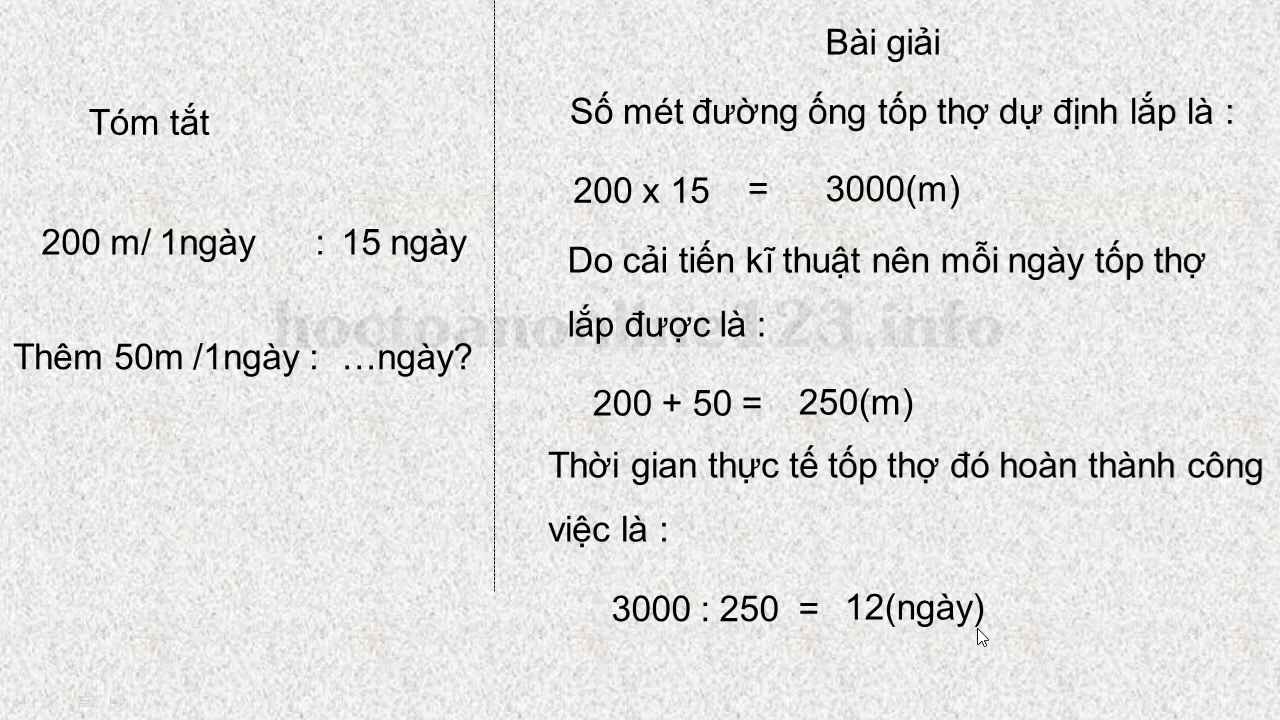 Tóm tắt
200 m/ 1ngày : 15 ngày
Thêm 50m /1ngày : …ngày?
Bài giải
Số mét đường ống tốp thợ dự định lắp là :
200 x 15 = 3000(m)
Do cải tiến kĩ thuật nên mỗi ngày tốp thợ
lắp được là :
200 + 50 = 250(m)
Thời gian thực tế tốp thợ đó hoàn thành công
việc là :
3000 : 250 = 12(ngày)